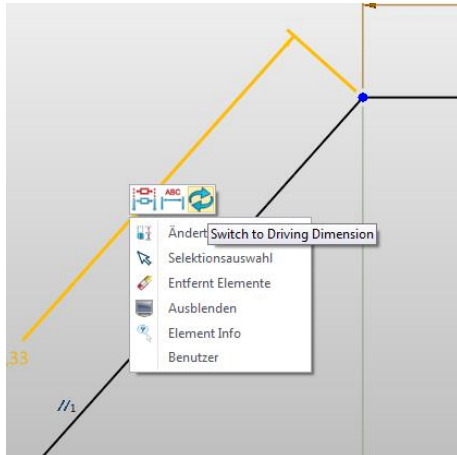 ABC
Ändert
Switch to Driving Dimension
Selektionsauswahl
Entfernt Elemente
Ausblenden
Element Info
Benutzer
,33
//1